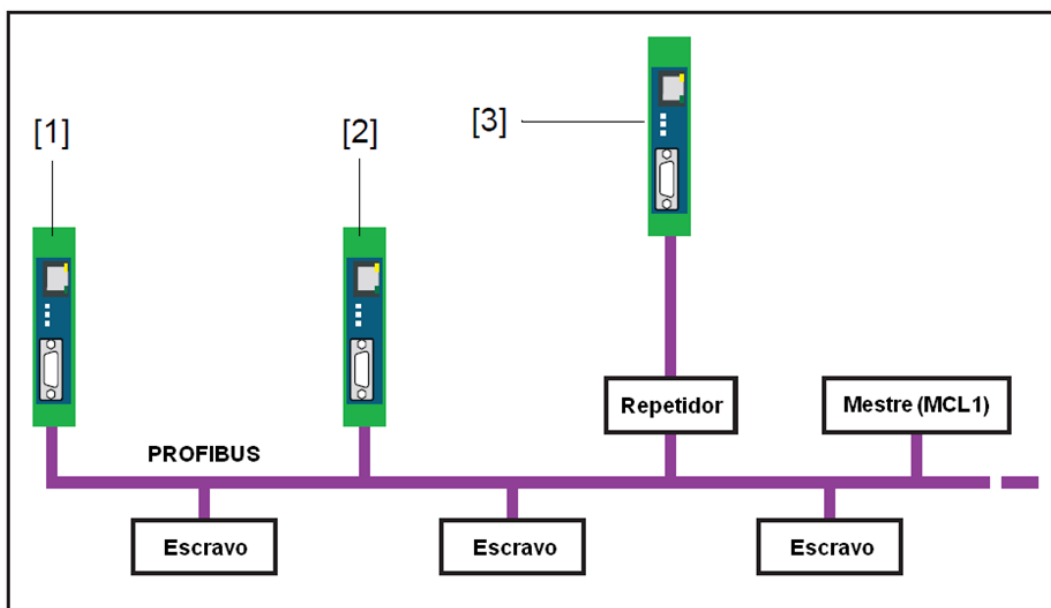 [1]
[2]
[3]
Repetidor
Mestre (MCL1)
PROFIBUS
Escravo
Escravo
Escravo